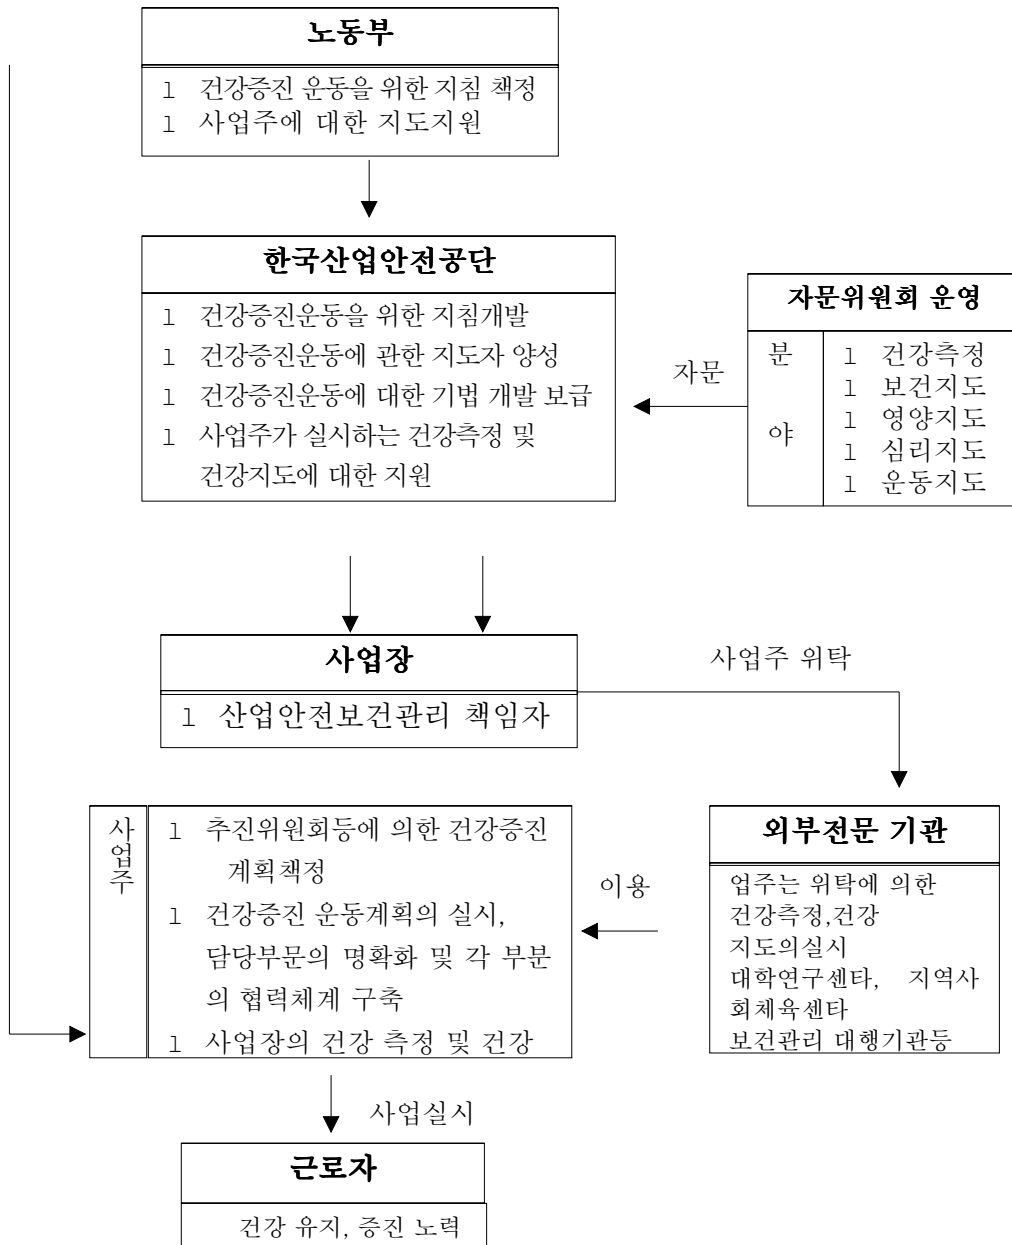 노동부
l 건강증진 운동을 위한 지침 책정
l 사업주에 대한 지도지원
한국산업안전공단
l 건강증진운동을 위한 지침개발
l 건강증진운동에 관한 지도자 양성
l 건강증진운동에 대한 기법 개발 보급
l 사업주가 실시하는 건강측정 및
건강지도에 대한 지원
자문
자문위원회 운영
분
야
l 건강측정
l 보건지도
l 영양지도
l 심리지도
l 운동지도
사업장
l 산업안전보건관리 책임자
사업주 위탁
사
업
주
l 추진위원회등에 의한 건강증진
계획책정
l 건강증진 운동계획의 실시,
담당부문의 명확화 및 각 부분
의 협력체계 구축
l 사업장의 건강 측정 및 건강
이용
외부전문 기관
업주는 위탁에 의한
건강측정,건강
지도의실시
대학연구센타, 지역사
회체육센타
보건관리 대행기관등
사업실시
근로자
건강 유지, 증진 노력